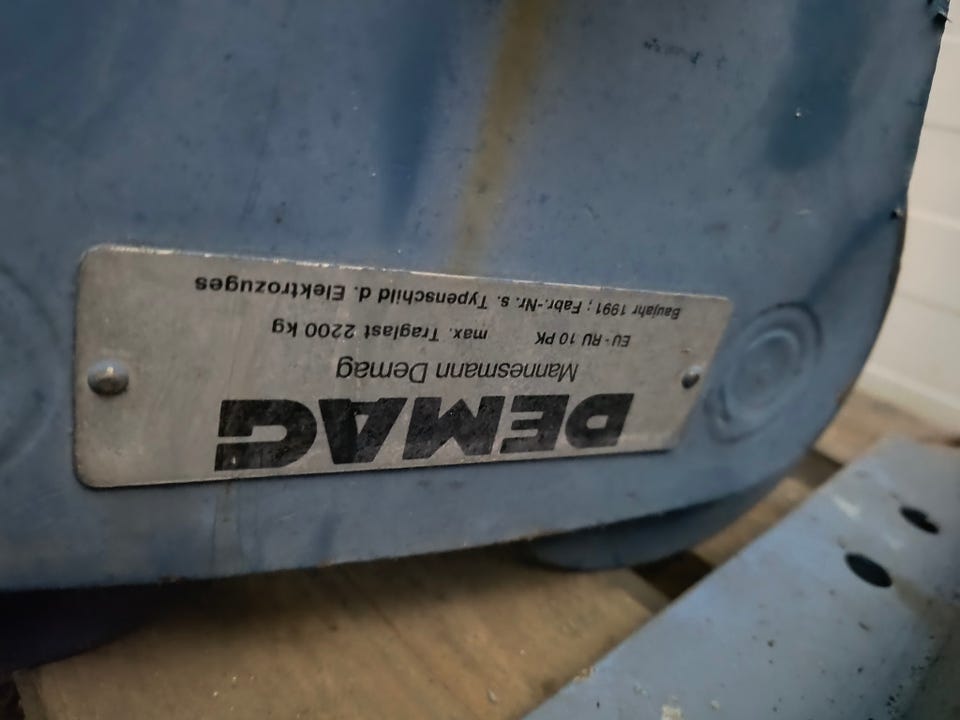 DEMAG
Mannesmann Demag
EU - RU 10 PK max. Traglast 2200 kg
Baujahr 1991 ; Fabr.-Nr. s. Typenschild d. Elektrozuges